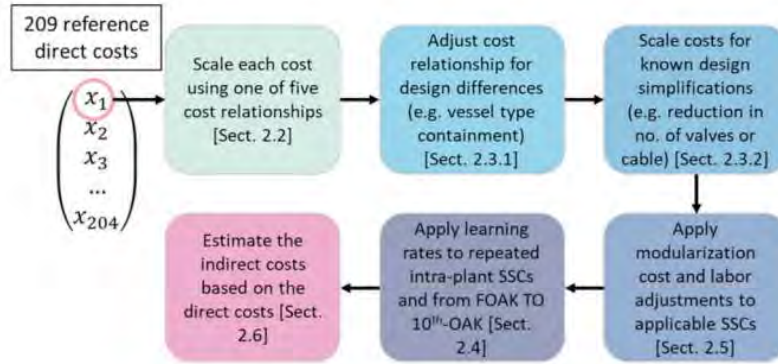 209 reference
direct costs
x₁
x₂
x₃
...
x₂₀₄
Scale each cost
using one of five
cost relationships
[Sect. 2.2]
Adjust cost
relationship for
design differences
(e.g. vessel type
containment)
[Sect. 2.3.1]
Scale costs for
known design
simplifications
(e.g. reduction in
no. of valves or
cable) [Sect. 2.3.2]
Apply
modularization
cost and labor
adjustments to
applicable SSCs
[Sect. 2.5]
Apply learning
rates to repeated
intra-plant SSCs
and from FOAK TO
10ᵗʰ-OAK [Sect.
2.4]
Estimate the
indirect costs
based on the
direct costs [Sect.
2.6]